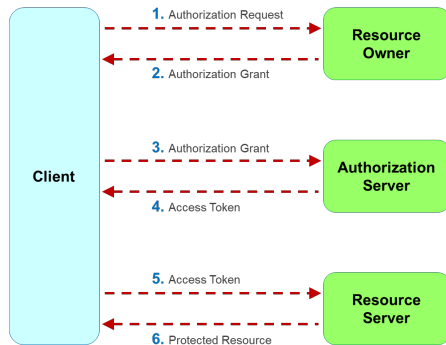 1. Authorization Request
Resource
Owner
2. Authorization Grant
3. Authorization Grant
Client
Authorization
Server
4. Access Token
5. Access Token
Resource
Server
6. Protected Resource